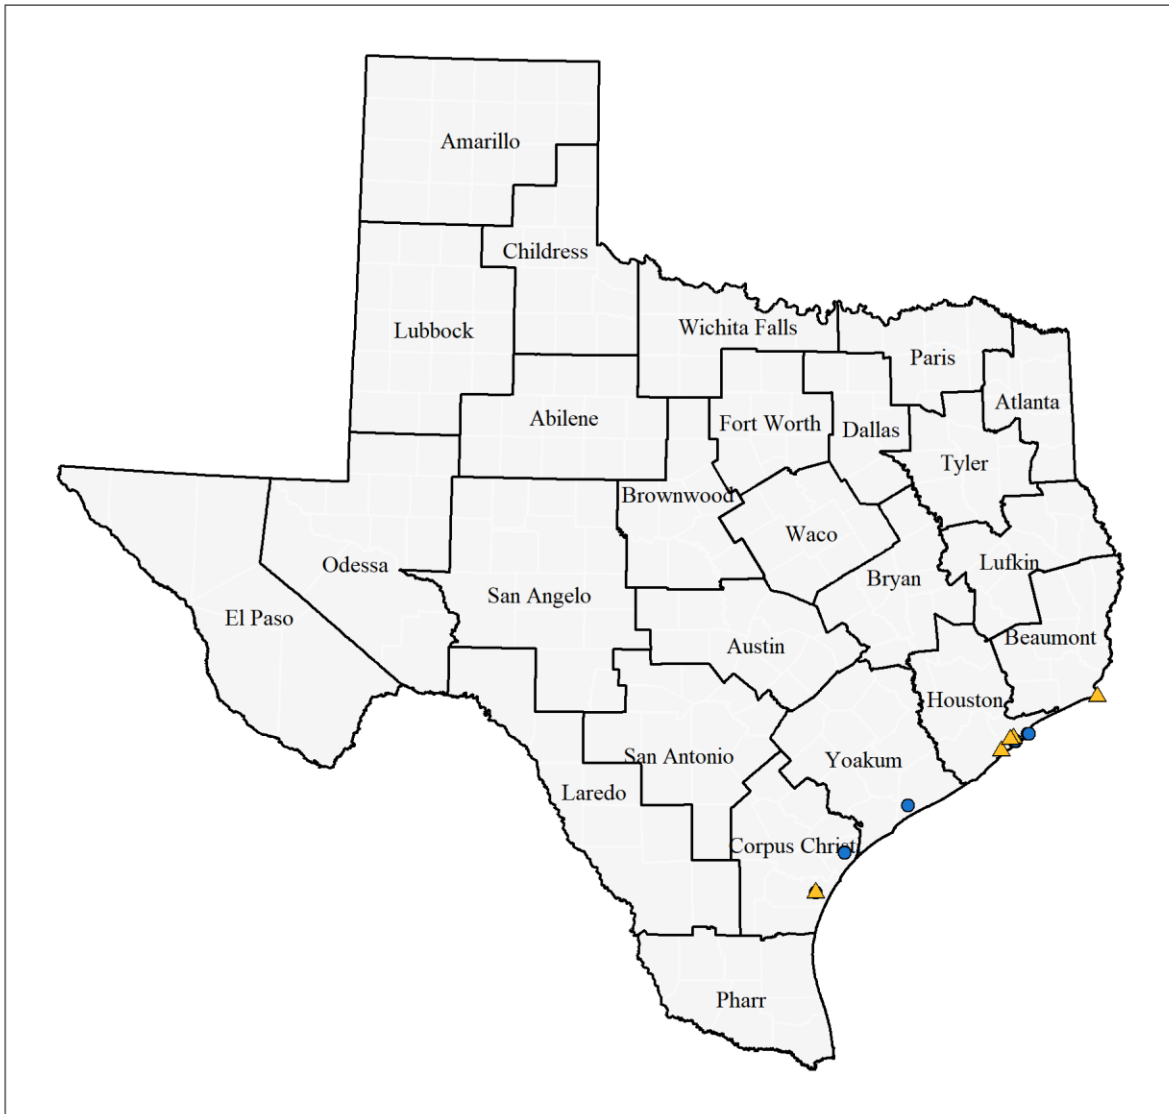 Amarillo
Childress
Lubbock
Wichita Falls
Paris
Atlanta
Abilene
Fort Worth
Dallas
Tyler
Brownwood
Waco
Odessa
Lufkin
Bryan
San Angelo
El Paso
Austin
Beaumont
Houston
San Antonio
Yoakum
Laredo
Corpus Christi
Pharr